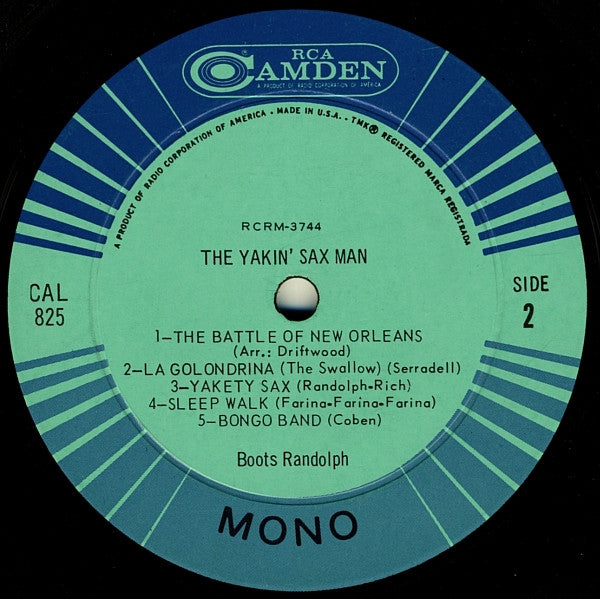 RCA
CAMDEN
A PRODUCT OF RADIO CORPORATION OF AMERICA
A PRODUCT OF RADIO CORPORATION OF AMERICA • MADE IN U.S.A. • TMK® REGISTERED MARCA REGISTRADA
RCRM-3744
THE YAKIN' SAX MAN
CAL
825
SIDE
2
1—THE BATTLE OF NEW ORLEANS
(Arr.: Driftwood)
2—LA GOLONDRINA (The Swallow) (Serradell)
3—YAKETY SAX (Randolph-Rich)
4—SLEEP WALK (Farina-Farina-Farina)
5—BONGO BAND (Coben)
Boots Randolph
MONO